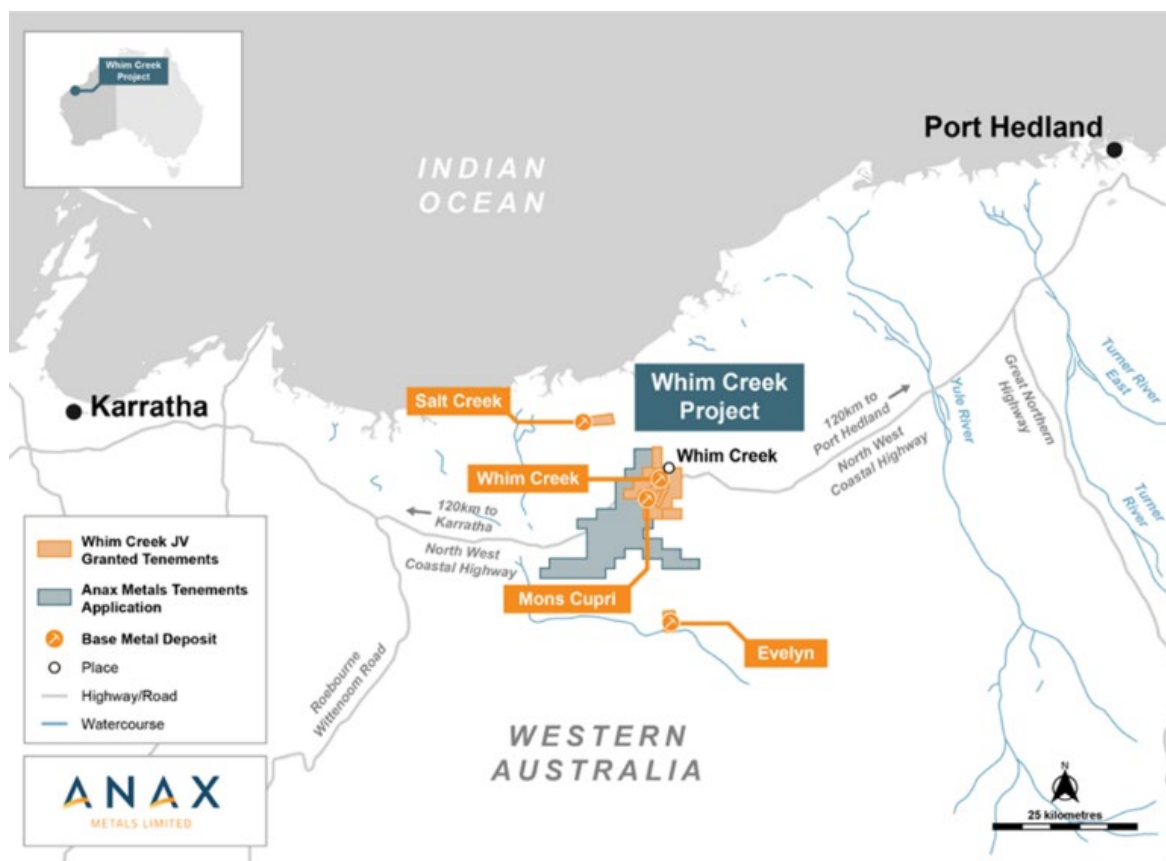 Whim Creek
Project
INDIAN
OCEAN
Port Hedland
Karratha
Salt Creek
Whim Creek
Project
Whim Creek
Whim Creek
120km to
Port Hedland
North West
Coastal Highway
Yule River
Great Northern
Highway
Turner River
East
Turner
River
120km to
Karratha
North West
Coastal Highway
Mons Cupri
Evelyn
Roebourne
Wittenoom Road
Whim Creek JV
Granted Tenements
Anax Metals Tenements
Application
Base Metal Deposit
Place
Highway/Road
Watercourse
WESTERN
AUSTRALIA
ANAX
METALS LIMITED
N
25 kilometres